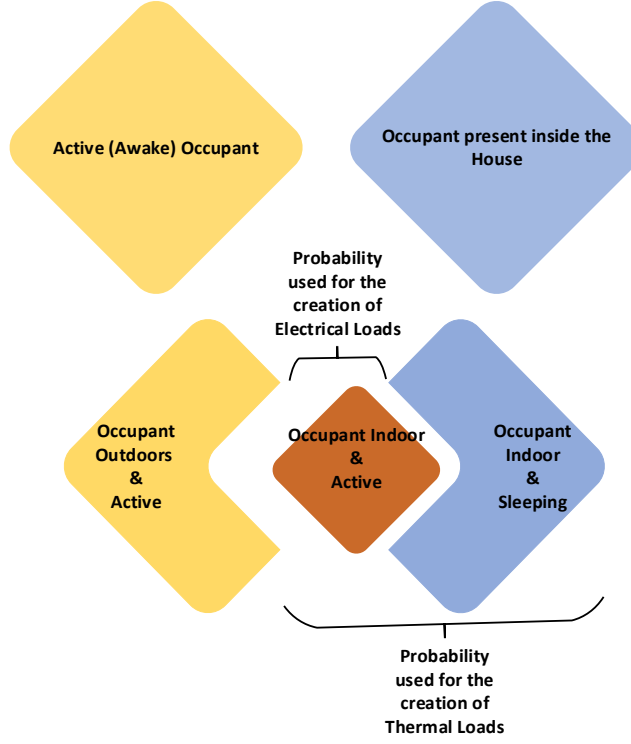 Active (Awake) Occupant
Occupant present inside the
House
Probability
used for the
creation of
Electrical Loads
Occupant
Outdoors
&
Active
Occupant Indoor
&
Active
Occupant
Indoor
&
Sleeping
Probability
used for the
creation of
Thermal Loads